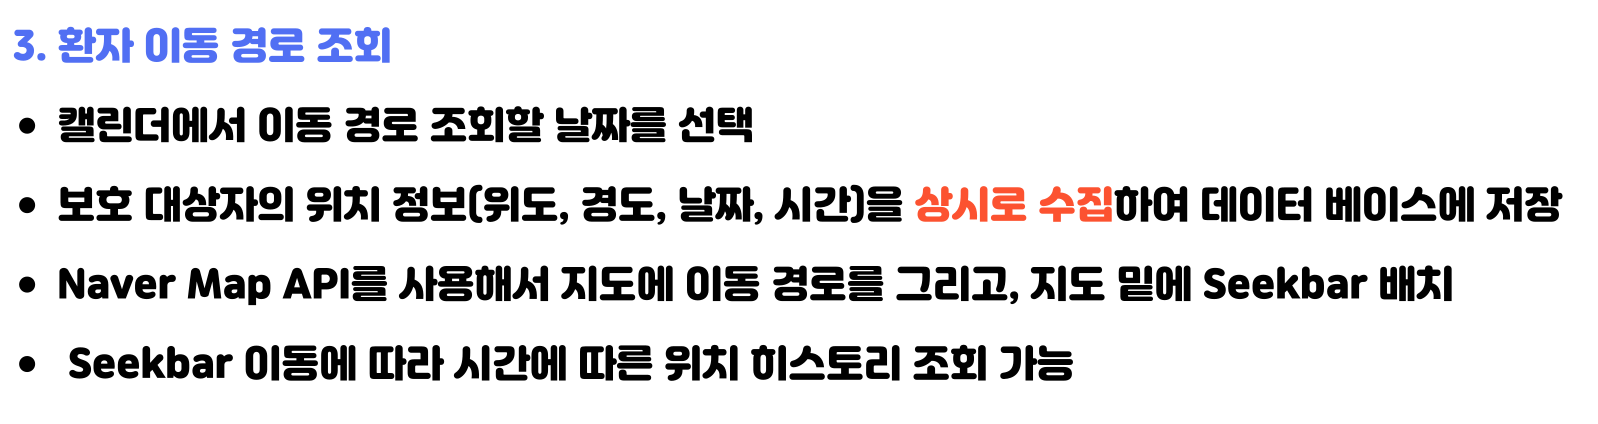 3. 환자 이동 경로 조회
• 캘린더에서 이동 경로 조회할 날짜를 선택
• 보호 대상자의 위치 정보(위도, 경도, 날짜, 시간)을 상시로 수집하여 데이터 베이스에 저장
• Naver Map API를 사용해서 지도에 이동 경로를 그리고, 지도 밑에 Seekbar 배치
• Seekbar 이동에 따라 시간에 따른 위치 히스토리 조회 가능